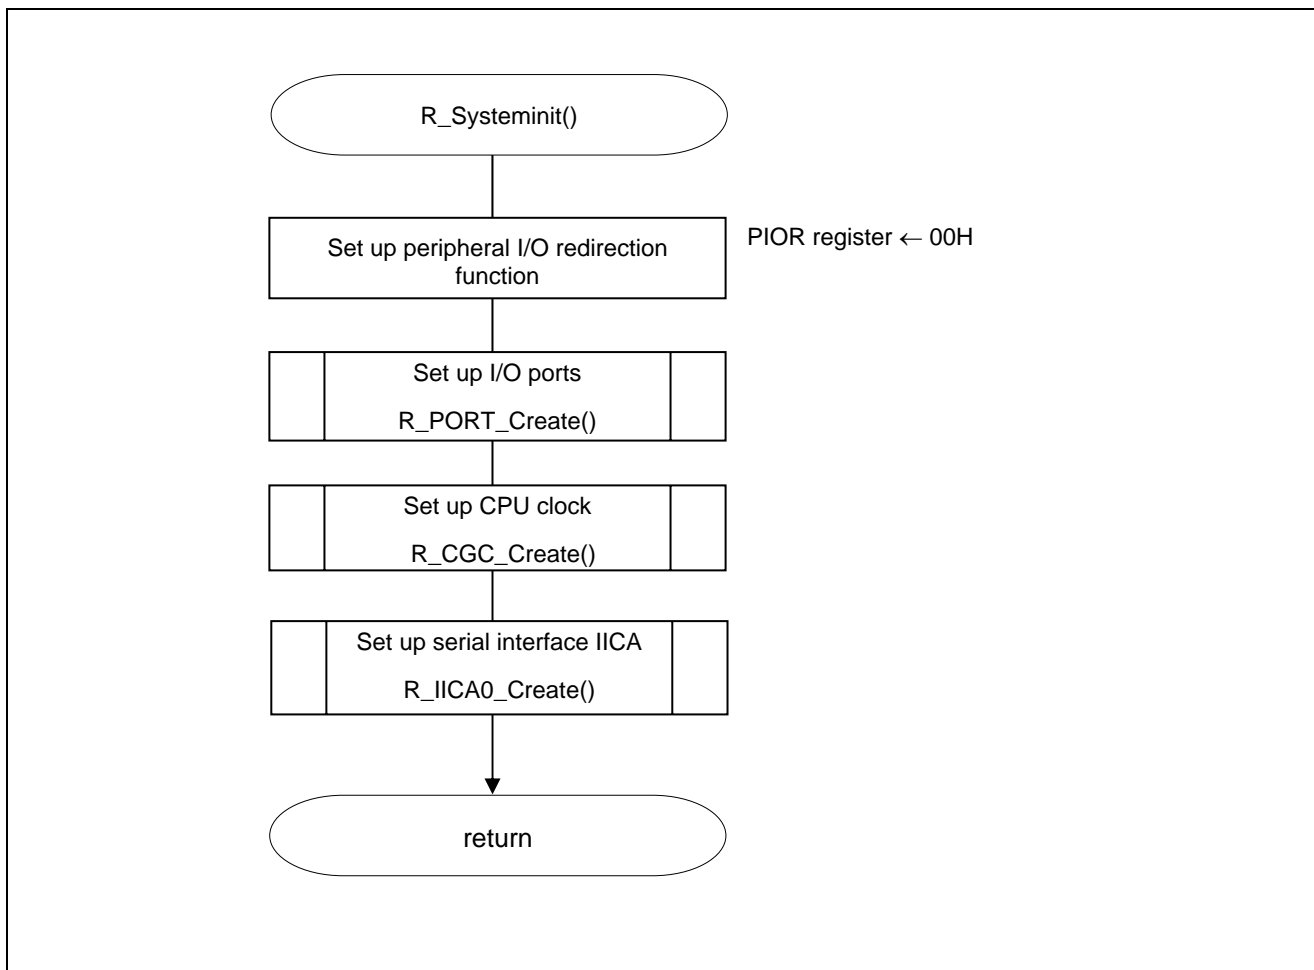 R_Systeminit()
Set up peripheral I/O redirection
function
PIOR register ← 00H
Set up I/O ports
R_PORT_Create()
Set up CPU clock
R_CGC_Create()
Set up serial interface IICA
R_IICA0_Create()
return